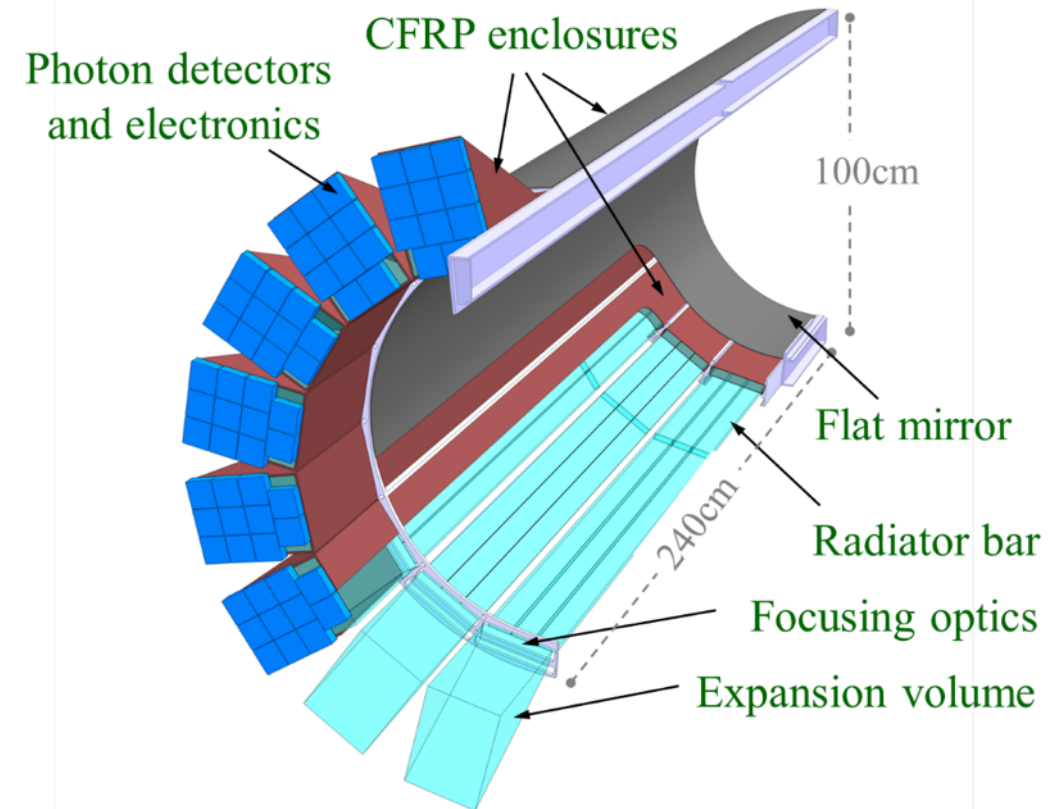 CFRP enclosures
Photon detectors
and electronics
100cm
Flat mirror
240cm
Radiator bar
Focusing optics
Expansion volume